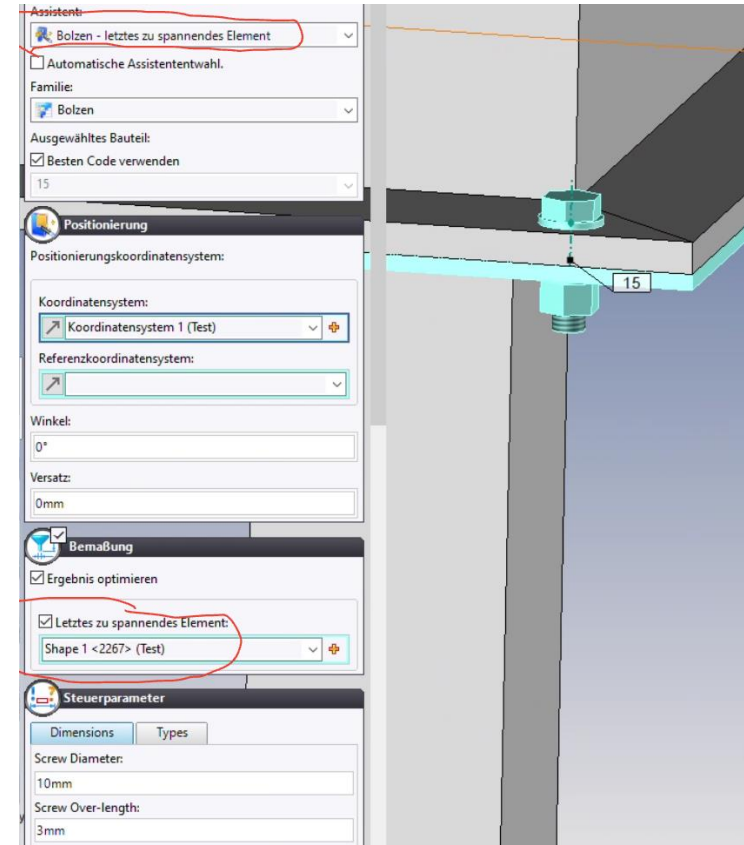 Assistent:
Bolzen - letztes zu spannendes Element
Automatische Assistentenwahl.
Familie:
Bolzen
Ausgewähltes Bauteil:
Besten Code verwenden
15
Positionierung
Positionierungskoordinatensystem:
Koordinatensystem:
Koordinatensystem 1 (Test)
Referenzkoordinatensystem:
Winkel:
0°
Versatz:
0mm
Bemaßung
Ergebnis optimieren
Letztes zu spannendes Element:
Shape 1 <2267> (Test)
Steuerparameter
Dimensions Types
Screw Diameter:
10mm
Screw Over-length:
3mm
15